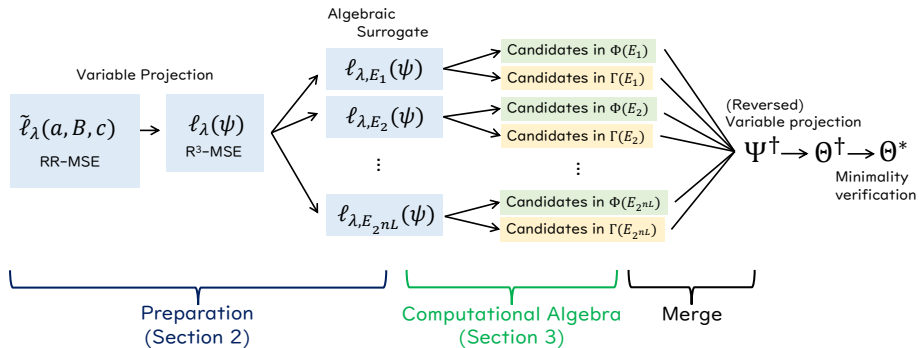 Variable Projection
ℓ̃_λ(a, B, c)
RR-MSE
ℓ_λ(ψ)
R³-MSE
Algebraic
Surrogate
ℓ_{λ,E_1}(ψ)
ℓ_{λ,E_2}(ψ)
⋮
ℓ_{λ,E_{2^{nL}}}(ψ)
Candidates in Φ(E_1)
Candidates in Γ(E_1)
Candidates in Φ(E_2)
Candidates in Γ(E_2)
⋮
Candidates in Φ(E_{2^{nL}})
Candidates in Γ(E_{2^{nL}})
(Reversed)
Variable projection
Ψ† → Θ† → Θ*
Minimality
verification
Preparation
(Section 2)
Computational Algebra
(Section 3)
Merge